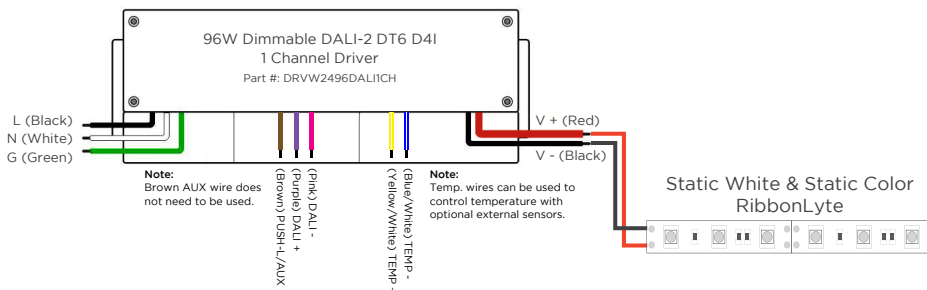 96W Dimmable DALI-2 DT6 D4I
1 Channel Driver
Part #: DRVW2496DALI1CH
L (Black)
N (White)
G (Green)
V + (Red)
V - (Black)
Note:
Brown AUX wire does
not need to be used.
(Brown) PUSH-L/AUX
(Purple) DALI +
(Pink) DALI -
(Yellow/White) TEMP -
(Blue/White) TEMP -
Note:
Temp. wires can be used to
control temperature with
optional external sensors.
Static White & Static Color
RibbonLyte